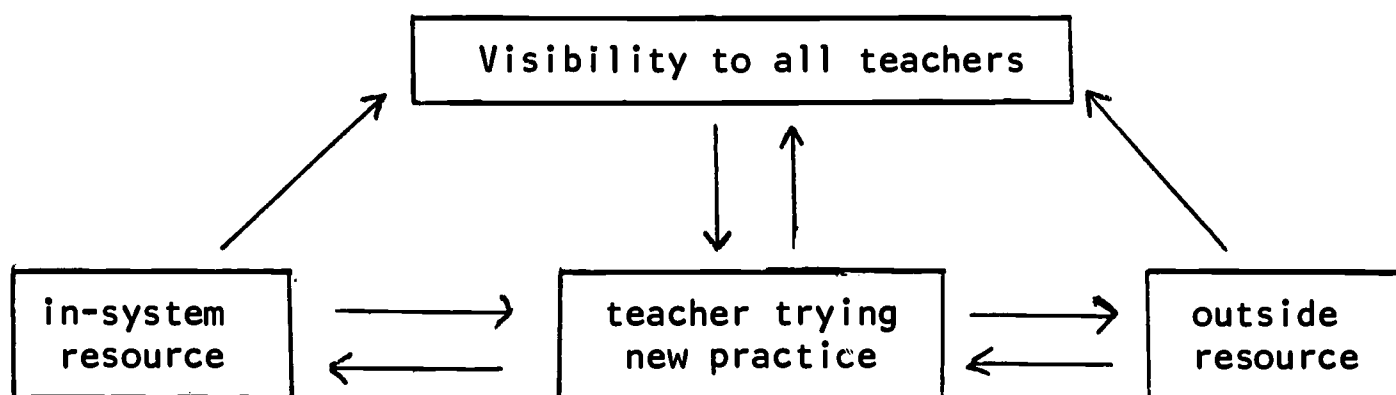 Visibility to all teachers
in-system
resource
teacher trying
new practice
outside
resource